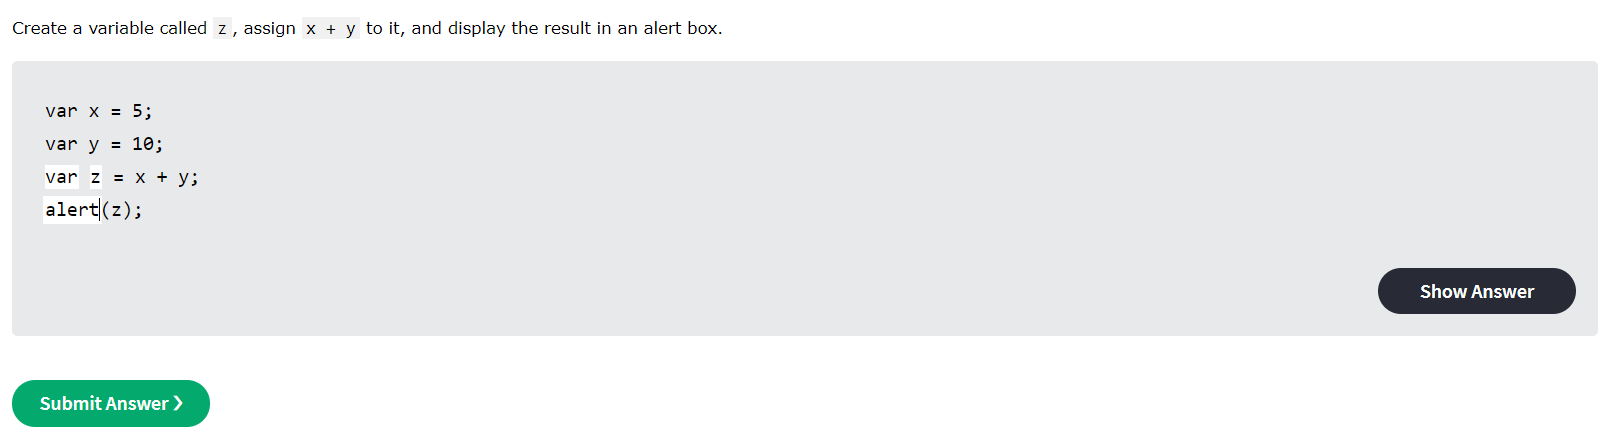 Create a variable called z, assign x + y to it, and display the result in an alert box.
var x = 5;
var y = 10;
var z = x + y;
alert(z);
Show Answer
Submit Answer ❯